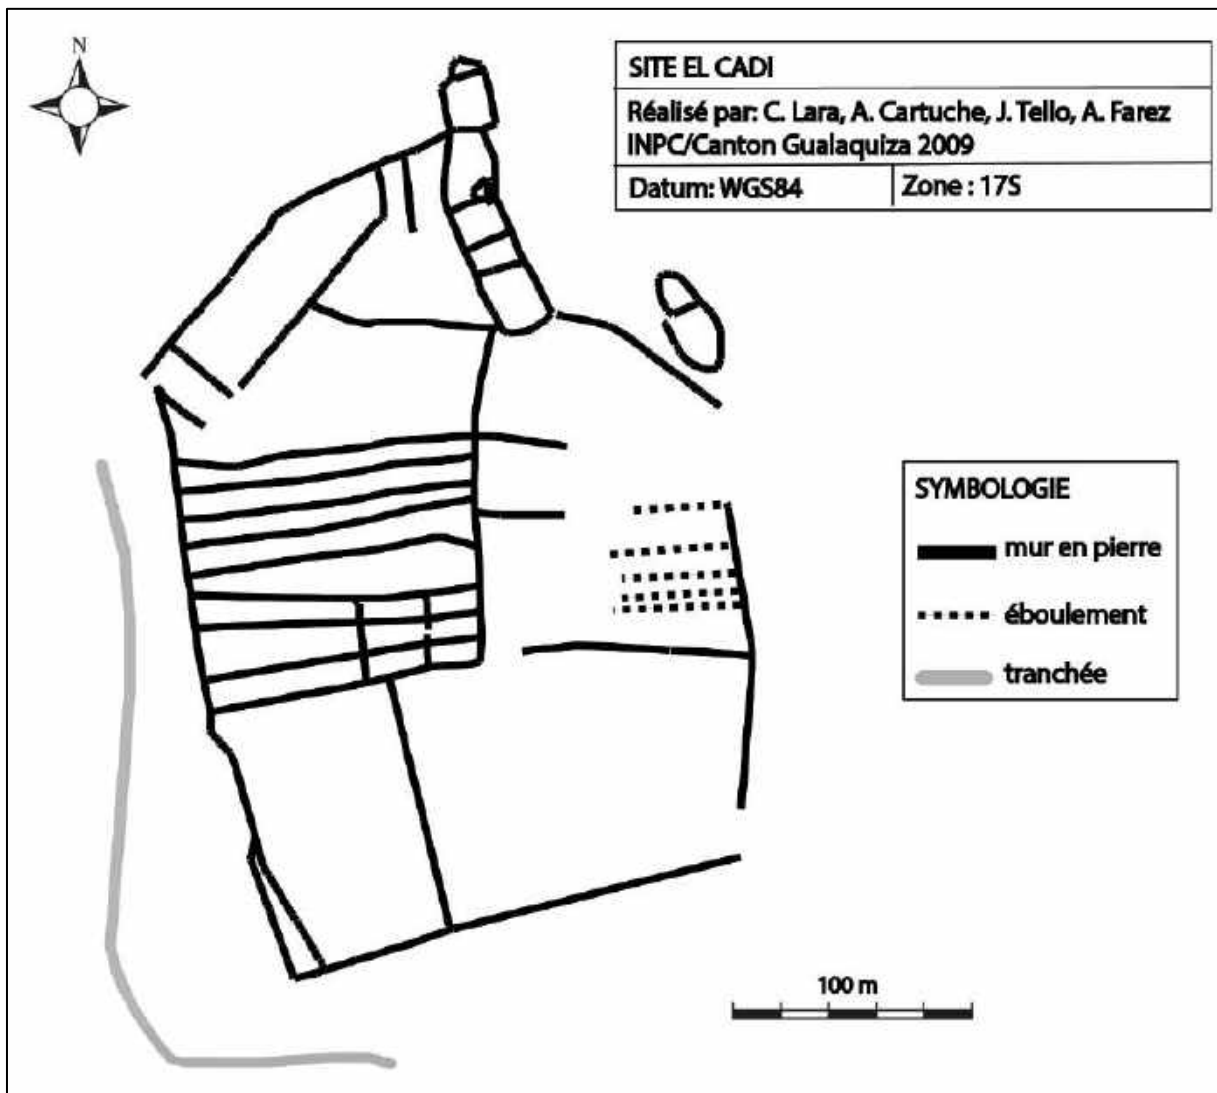 N
SITE EL CADI
Réalisé par: C. Lara, A. Cartuche, J. Tello, A. Farez
INPC/Canton Gualaquiza 2009
Datum: WGS84
Zone : 17S
SYMBOLOGIE
mur en pierre
éboulement
tranchée
100 m